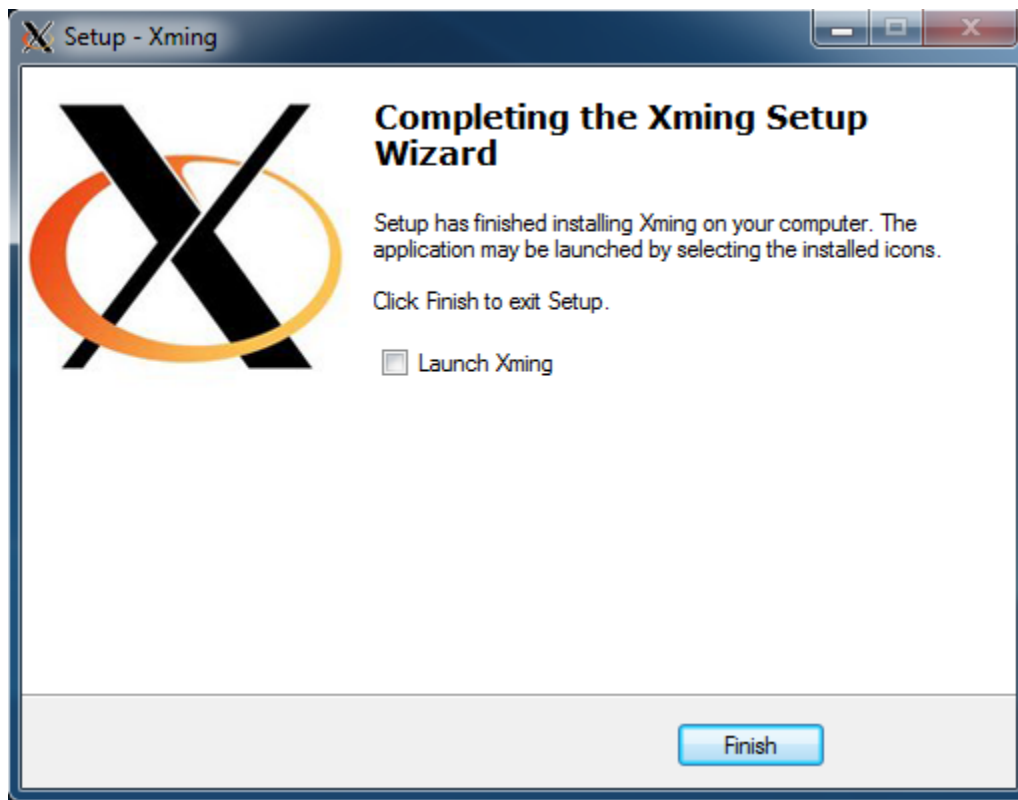 Setup - Xming
Completing the Xming Setup
Wizard
Setup has finished installing Xming on your computer. The
application may be launched by selecting the installed icons.
Click Finish to exit Setup.
Launch Xming
Finish